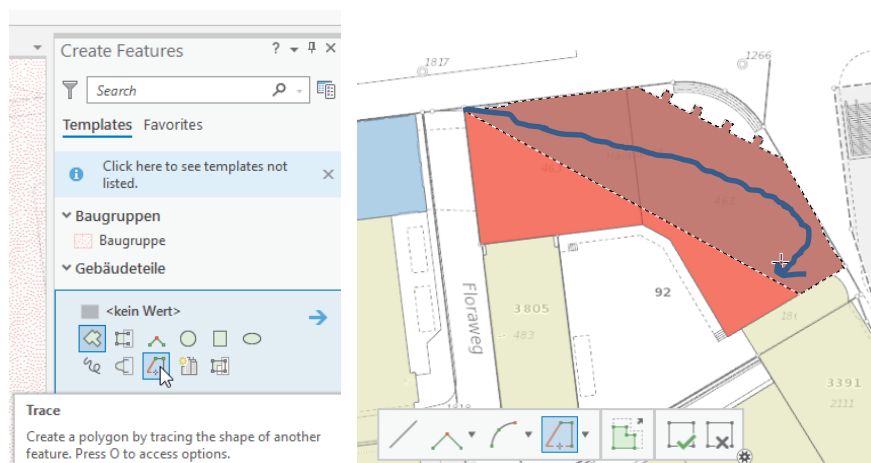 Create Features
?
Search
Templates Favorites
Click here to see templates not
listed.
Baugruppen
Baugruppe
Gebäudeteile
<kein Wert>
Trace
Create a polygon by tracing the shape of another
feature. Press O to access options.
1817
1266
Floraweg
92
3805
483
3391
2111